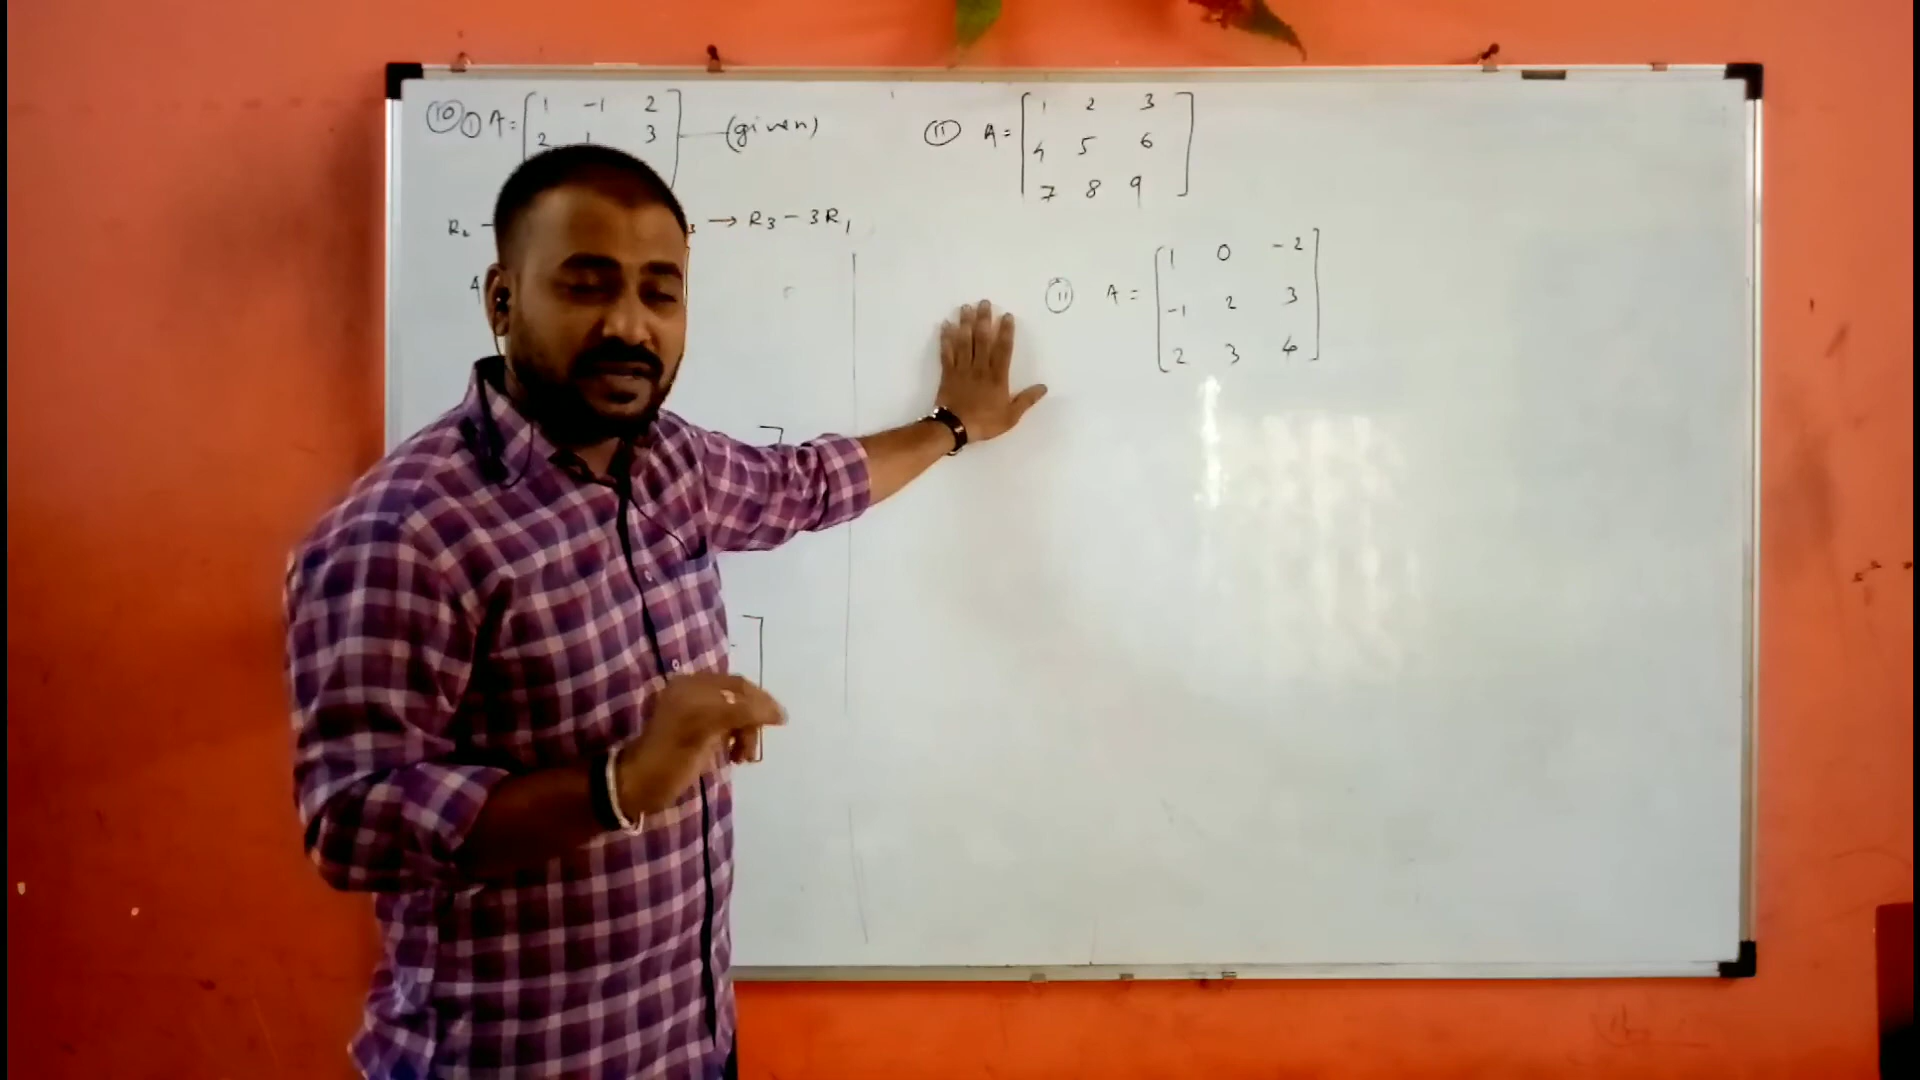 ⑩ ① A = [ 1 -1 2
2 1 3 ] — (given)
R₂ - → R₃ - 3R₁
A
⑪ A = [ 1 2 3
4 5 6
7 8 9 ]
⑪ A = [ 1 0 -2
-1 2 3
2 3 4 ]